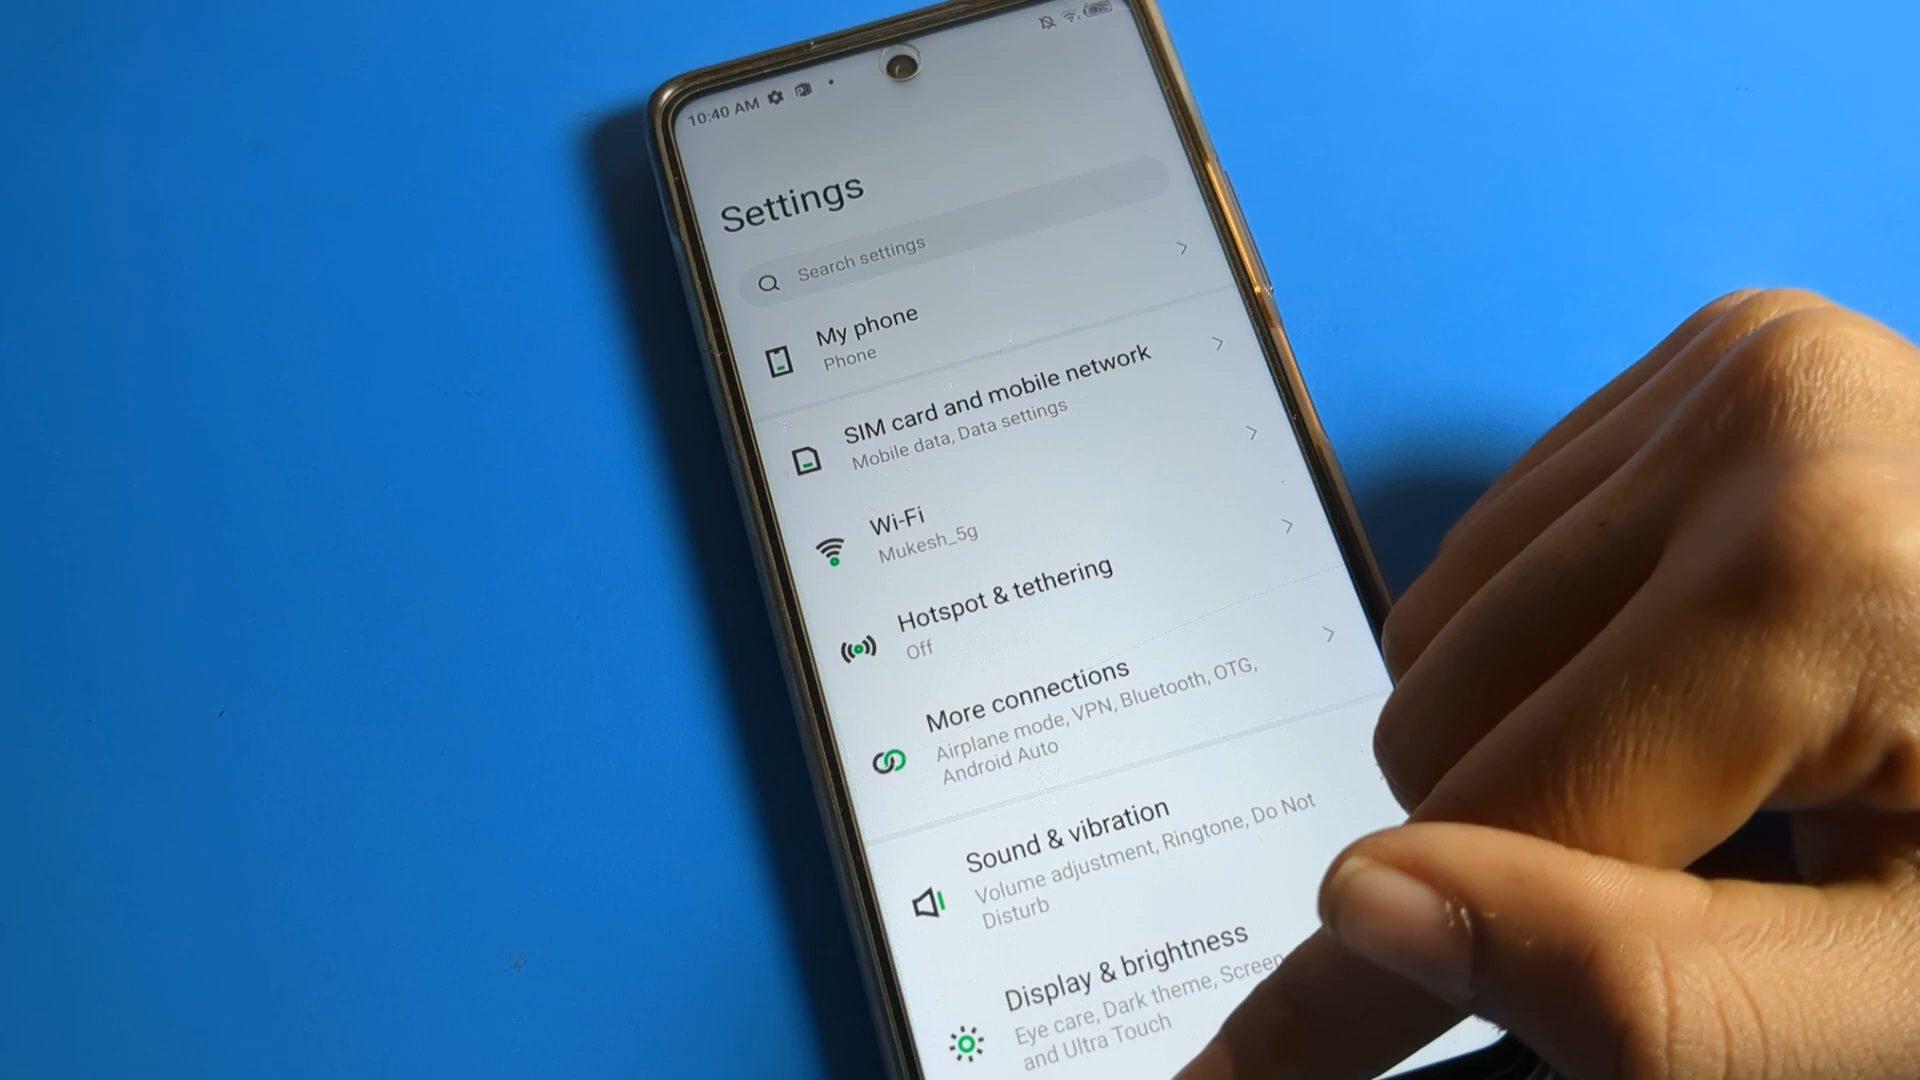 10:40 AM
Settings
Search settings
My phone
Phone
SIM card and mobile network
Mobile data, Data settings
Wi-Fi
Mukesh_5g
Hotspot & tethering
Off
More connections
Airplane mode, VPN, Bluetooth, OTG,
Android Auto
Sound & vibration
Volume adjustment, Ringtone, Do Not
Disturb
Display & brightness
Eye care, Dark theme, Screen
and Ultra Touch